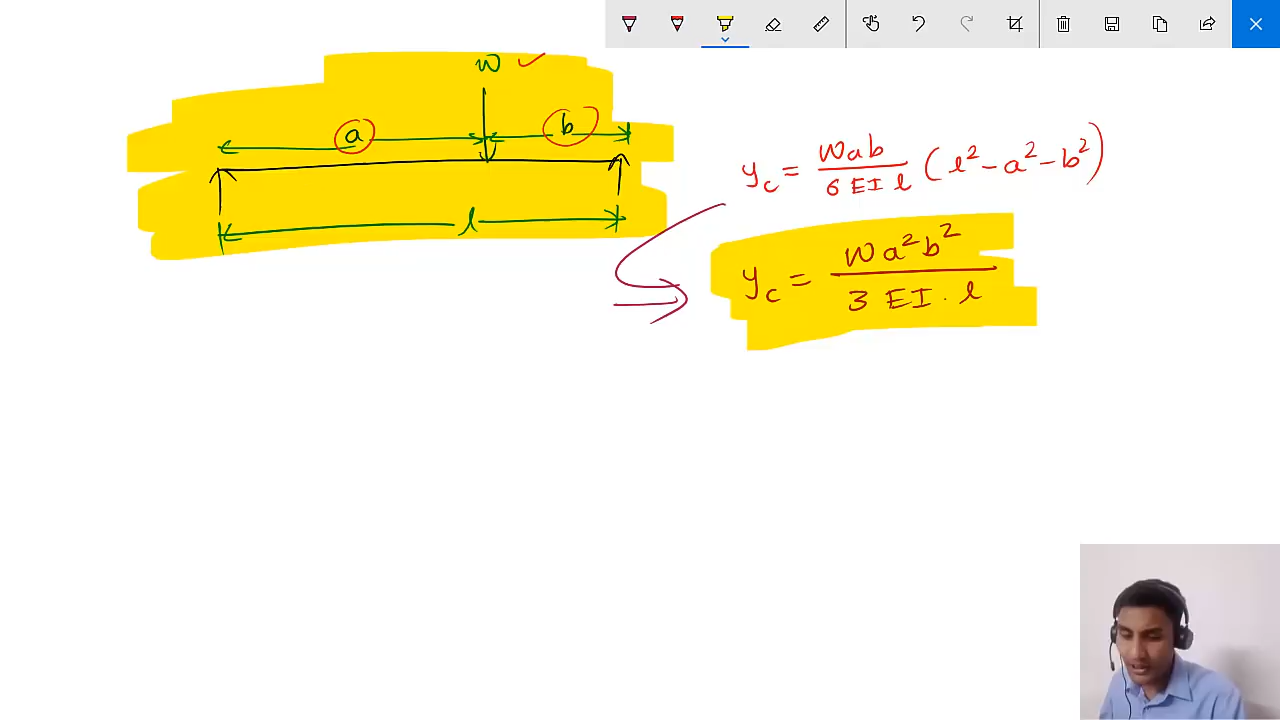 W
a b
l
y_c = Wab / 6EIl (l² - a² - b²)
y_c = Wa²b² / 3EI.l